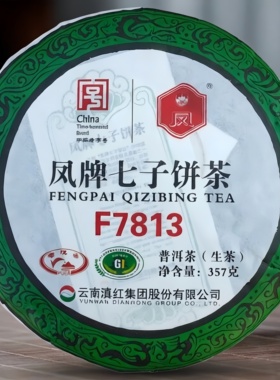 China
Time-honored
Brand
中华老字号
凤
®
凤牌七子饼茶
FENGPAI QIZIBING TEA
F7813
GI
普洱茶（生茶）
净含量：357克
云南滇红集团股份有限公司
YUNNAN DIANHONG GROUP CO., LTD